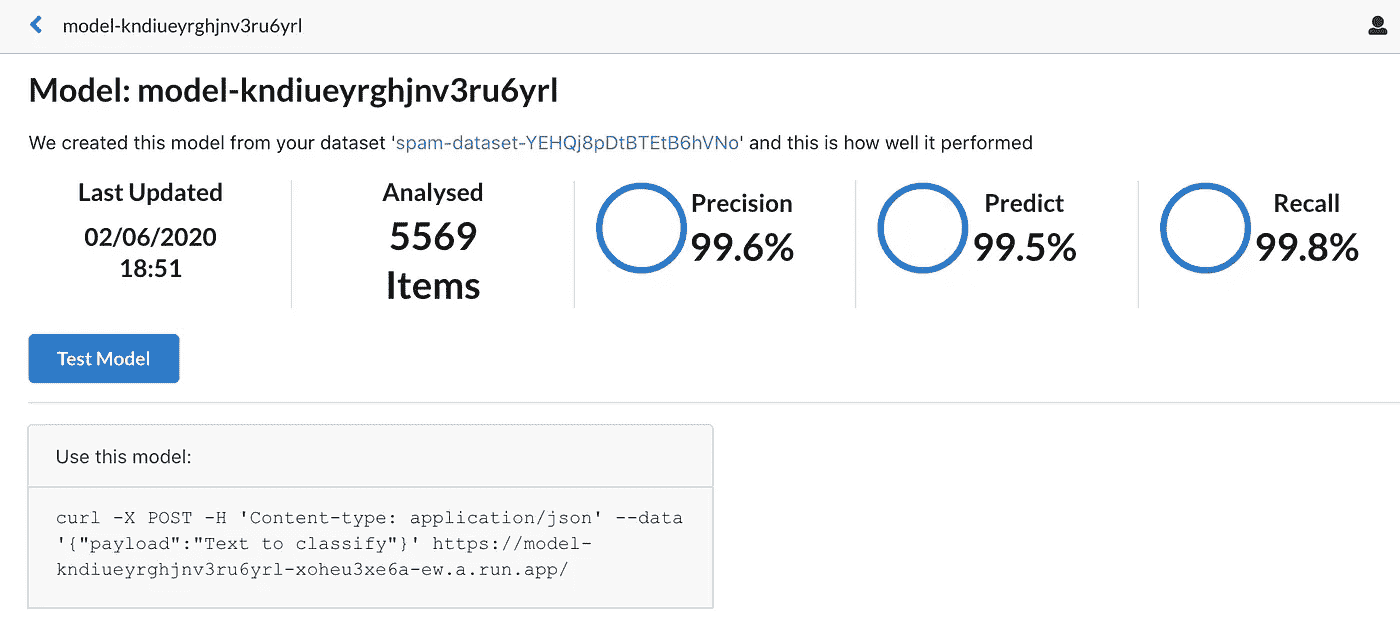 model-kndiueyrghjnv3ru6yrl
Model: model-kndiueyrghjnv3ru6yrl
We created this model from your dataset 'spam-dataset-YEHQj8pDtBTEtB6hVNo' and this is how well it performed
Last Updated
02/06/2020
18:51
Analysed
5569
Items
Precision
99.6%
Predict
99.5%
Recall
99.8%
Test Model
Use this model:
curl -X POST -H 'Content-type: application/json' --data
'{"payload":"Text to classify"}' https://model-
kndiueyrghjnv3ru6yrl-xoheu3xe6a-ew.a.run.app/